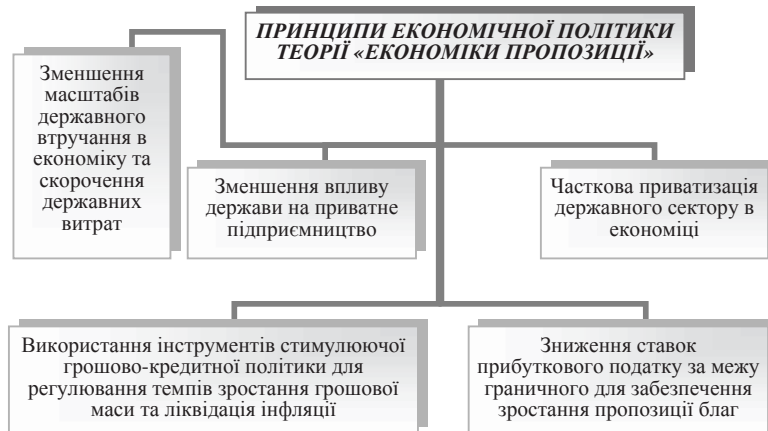 ПРИНЦИПИ ЕКОНОМІЧНОЇ ПОЛІТИКИ
ТЕОРІЇ «ЕКОНОМІКИ ПРОПОЗИЦІЇ»
Зменшення
масштабів
державного
втручання в
економіку та
скорочення
державних
витрат
Зменшення впливу
держави на приватне
підприємництво
Часткова приватизація
державного сектору в
економіці
Використання інструментів стимулюючої
грошово-кредитної політики для
регулювання темпів зростання грошової
маси та ліквідація інфляції
Зниження ставок
прибуткового податку за межу
граничного для забезпечення
зростання пропозиції благ